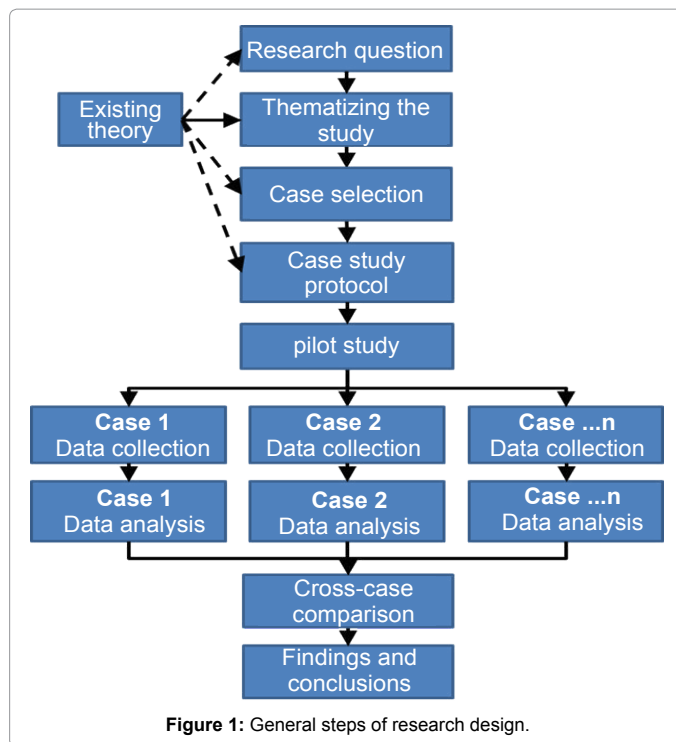 Research question
Existing
theory
Thematizing the
study
Case selection
Case study
protocol
pilot study
Case 1
Data collection
Case 2
Data collection
Case ...n
Data collection
Case 1
Data analysis
Case 2
Data analysis
Case ...n
Data analysis
Cross-case
comparison
Findings and
conclusions
Figure 1: General steps of research design.